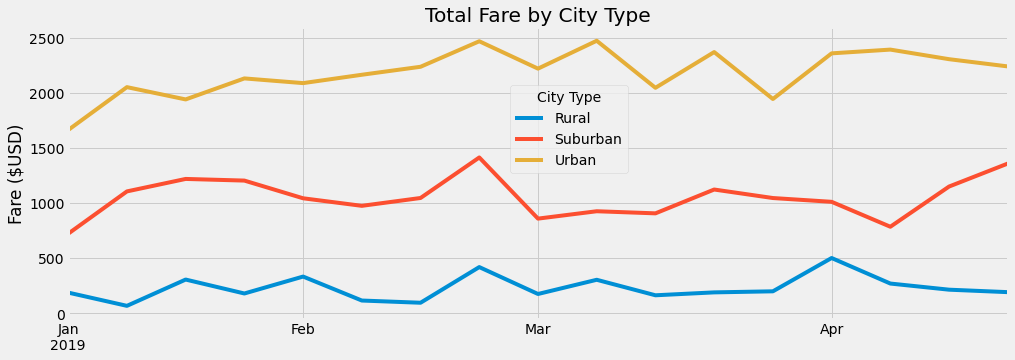 Total Fare by City Type
Fare ($USD)
2500
2000
1500
1000
500
0
City Type
Rural
Suburban
Urban
Jan
2019
Feb
Mar
Apr